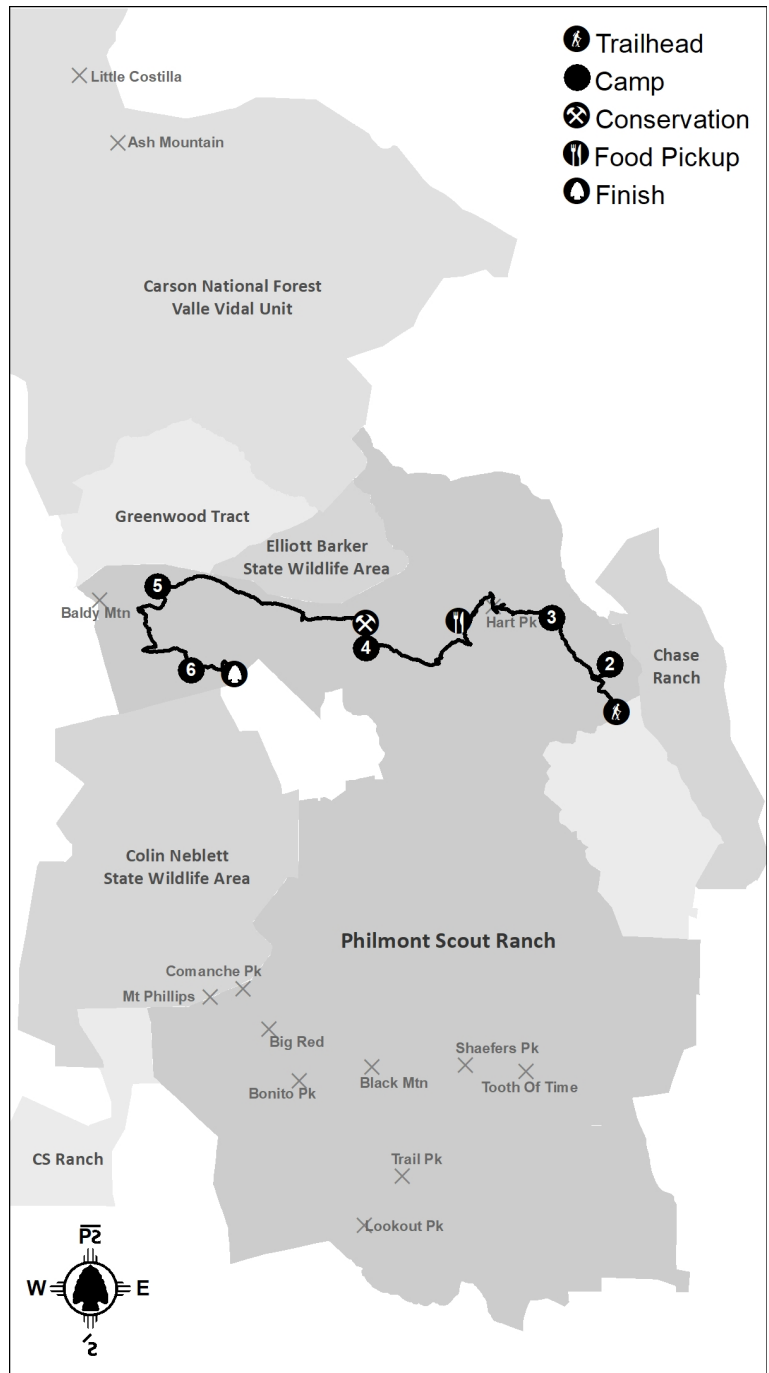 Trailhead
Camp
Conservation
Food Pickup
Finish
Little Costilla
Ash Mountain
Carson National Forest
Valle Vidal Unit
Greenwood Tract
Elliott Barker
State Wildlife Area
5
Baldy Mtn
Hart Pk
3
4
2
Chase
Ranch
6
Colin Neblett
State Wildlife Area
Philmont Scout Ranch
Comanche Pk
Mt Phillips
Big Red
Shaefers Pk
Black Mtn
Tooth Of Time
Bonito Pk
CS Ranch
Trail Pk
Lookout Pk
W
E